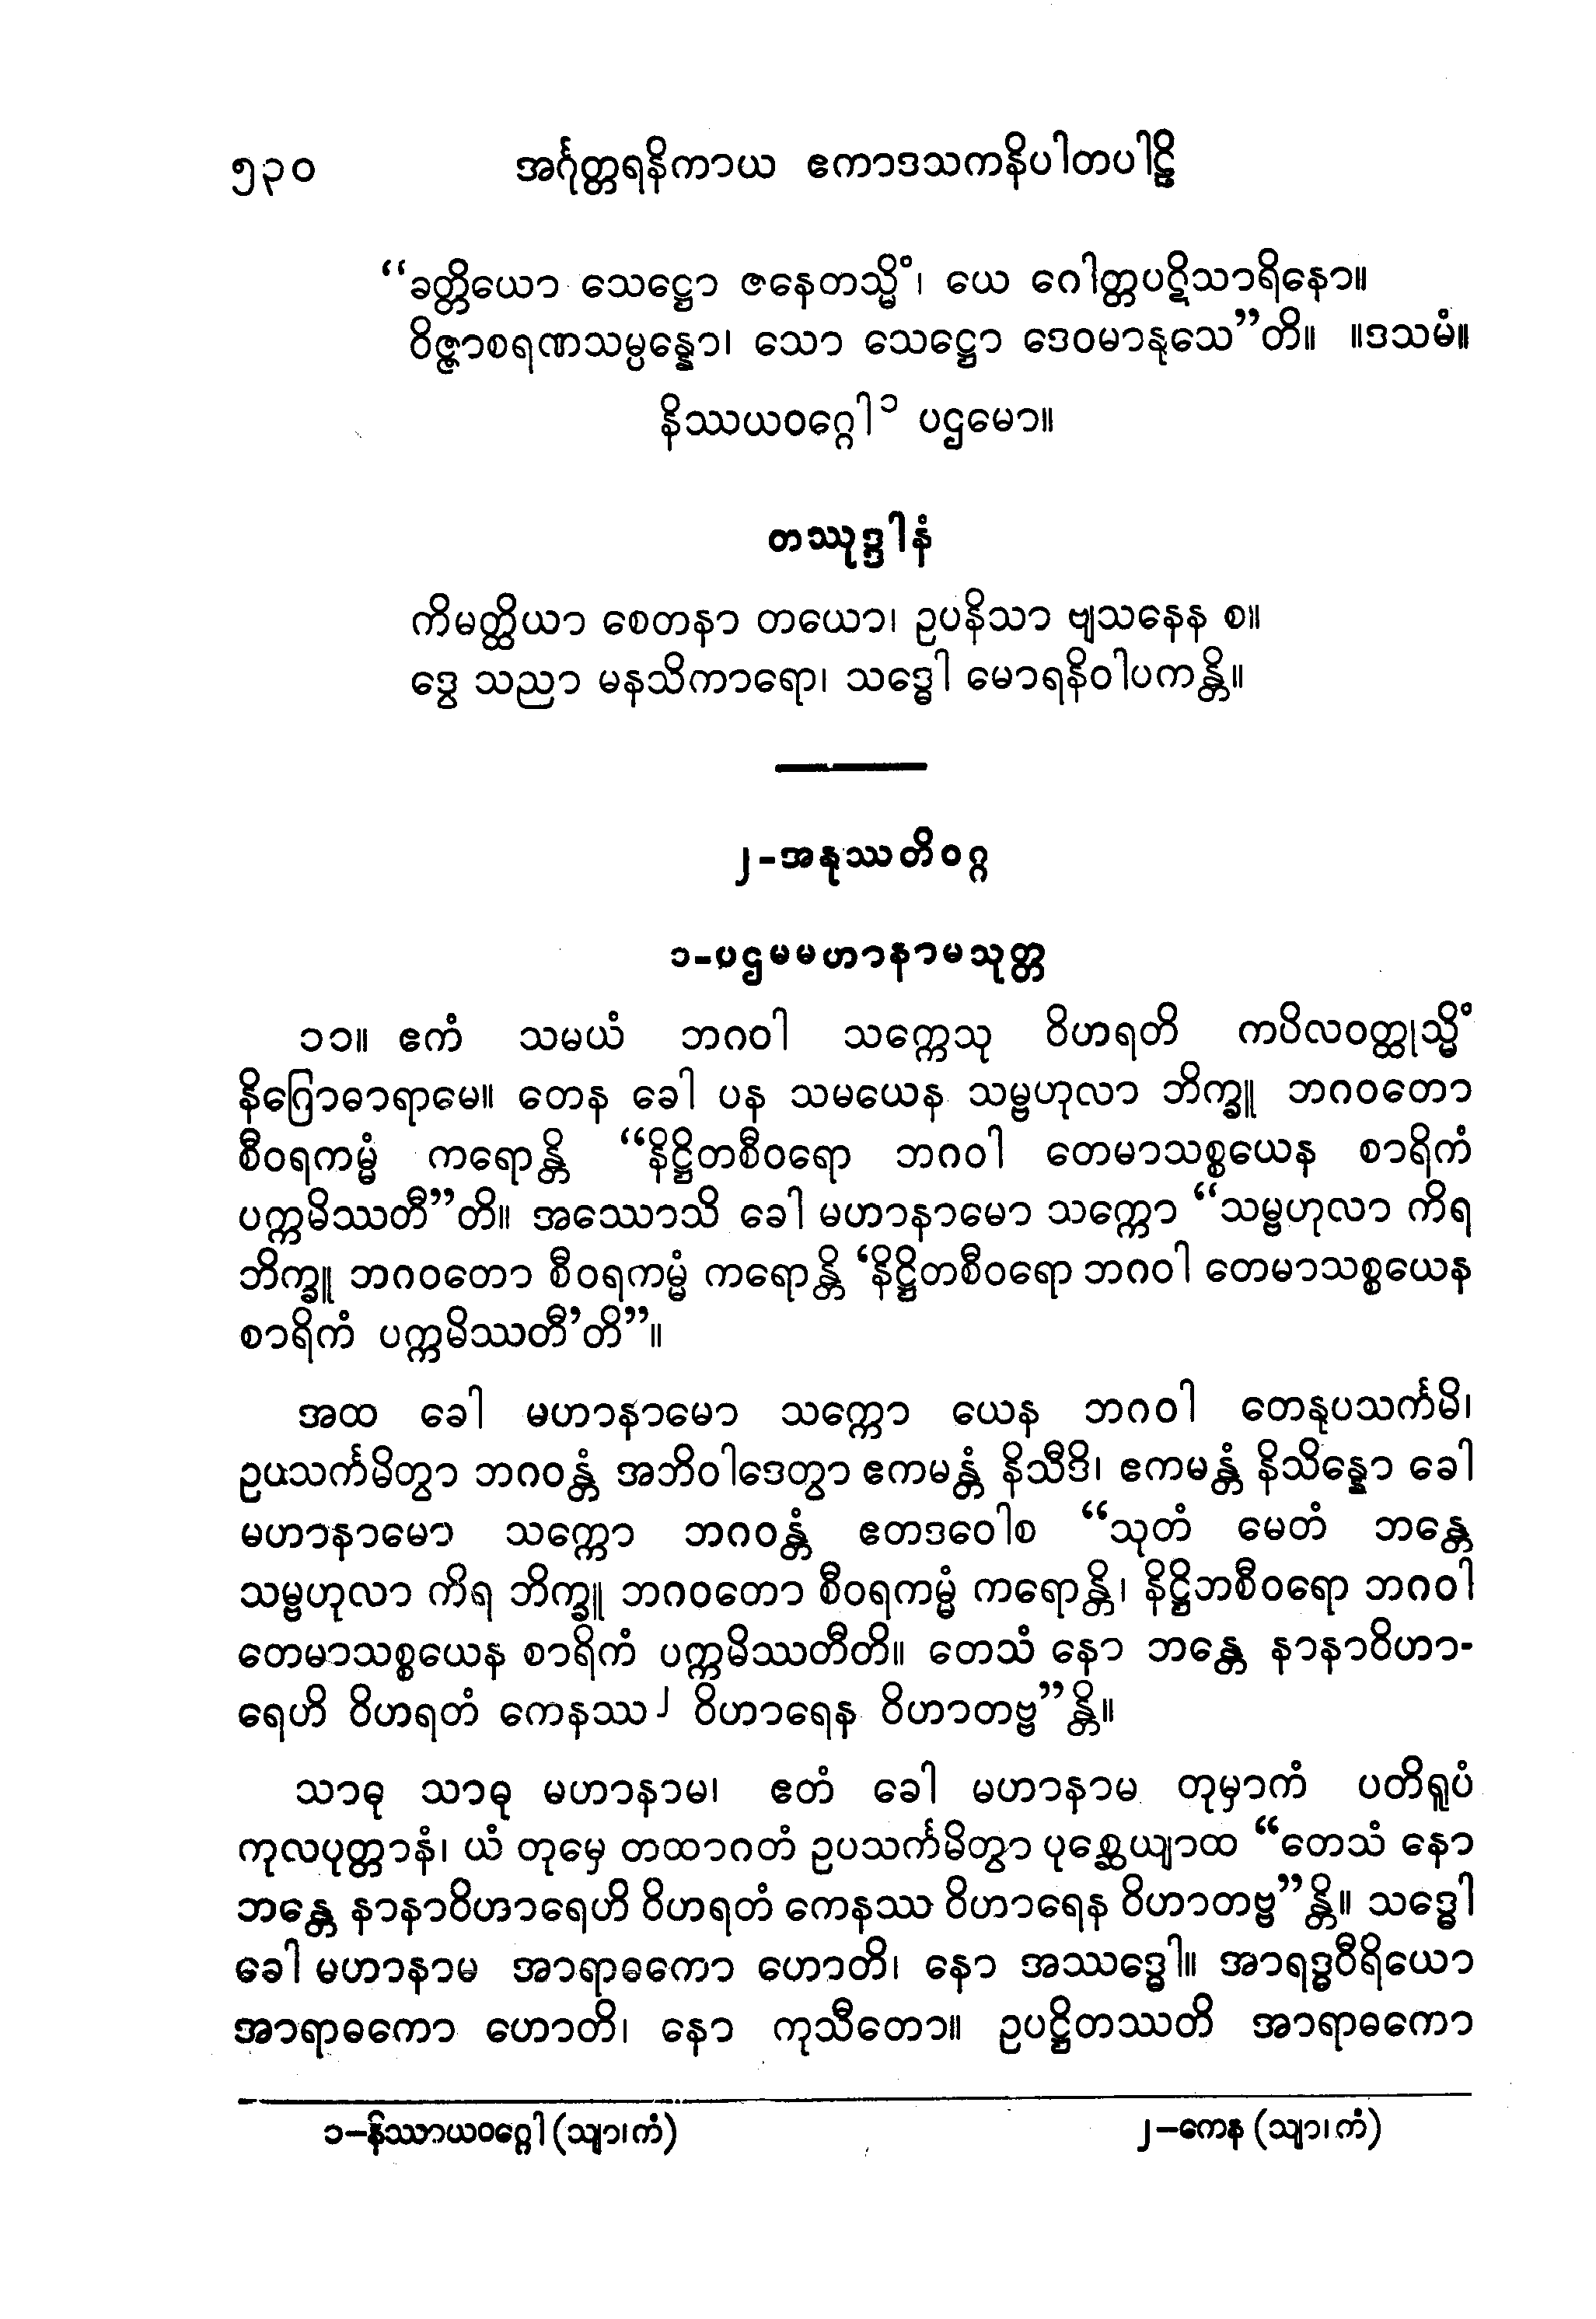 ၅၃၀ အင်္ဂုတ္တရနိကာယ ဧကာဒသကနိပါတပါဠိ
“ခတ္တိယော သေဋ္ဌော ဇနေတသ္မိံ၊ ယေ ဂေါတ္တပဋိသာရိနော။
ဝိဇ္ဇာစရဏသမ္ပန္နော၊ သော သေဋ္ဌော ဒေဝမာနုသေ”တိ။ ။ဒသမံ။
နိဿယဝဂ္ဂေါ ၁ ပဌမော။
တဿုဒ္ဒါနံ
ကိမတ္ထိယာ စေတနာ တယော၊ ဥပနိသာ ဗျသနေန စ။
ဒွေ သညာ မနသိကာရော၊ သဒ္ဓေါ မောရနိဝါပကန္တိ။
၂-အနုဿတိဝဂ္ဂ
၁-ပဌမမဟာနာမသုတ္တ
၁၁။ ဧကံ သမယံ ဘဂဝါ သက္ကေသု ဝိဟရတိ ကပိလဝတ္ထုသ္မိံ
နိဂြောဓာရာမေ။ တေန ခေါ ပန သမယေန သမ္ဗဟုလာ ဘိက္ခူ ဘဂဝတော
စီဝရကမ္မံ ကရောန္တိ “နိဋ္ဌိတစီဝရော ဘဂဝါ တေမာသစ္စယေန စာရိကံ
ပက္ကမိဿတီ”တိ။ အဿောသိ ခေါ မဟာနာမော သက္ကော “သမ္ဗဟုလာ ကိရ
ဘိက္ခူ ဘဂဝတော စီဝရကမ္မံ ကရောန္တိ ‘နိဋ္ဌိတစီဝရော ဘဂဝါ တေမာသစ္စယေန
စာရိကံ ပက္ကမိဿတီ’တိ”။
အထ ခေါ မဟာနာမော သက္ကော ယေန ဘဂဝါ တေနုပသင်္ကမိ၊
ဥပသင်္ကမိတွာ ဘဂဝန္တံ အဘိဝါဒေတွာ ဧကမန္တံ နိသီဒိ၊ ဧကမန္တံ နိသိန္နော ခေါ
မဟာနာမော သက္ကော ဘဂဝန္တံ ဧတဒဝေါစ “သုတံ မေတံ ဘန္တေ
သမ္ဗဟုလာ ကိရ ဘိက္ခူ ဘဂဝတော စီဝရကမ္မံ ကရောန္တိ၊ နိဋ္ဌိဘစီဝရော ဘဂဝါ
တေမာသစ္စယေန စာရိကံ ပက္ကမိဿတီတိ။ တေသံ နော ဘန္တေ နာနာဝိဟာ-
ရေဟိ ဝိဟရတံ ကေနဿ ၂ ဝိဟာရေန ဝိဟာတဗ္ဗ”န္တိ။
သာဓု သာဓု မဟာနာမ၊ ဧတံ ခေါ မဟာနာမ တုမှာကံ ပတိရူပံ
ကုလပုတ္တာနံ၊ ယံ တုမှေ တထာဂတံ ဥပသင်္ကမိတွာ ပုစ္ဆေယျာထ “တေသံ နော
ဘန္တေ နာနာဝိဟာရေဟိ ဝိဟရတံ ကေနဿ ဝိဟာရေန ဝိဟာတဗ္ဗ”န္တိ။ သဒ္ဓေါ
ခေါ မဟာနာမ အာရာဓကော ဟောတိ၊ နော အဿဒ္ဓေါ။ အာရဒ္ဓဝီရိယော
အာရာဓကော ဟောတိ၊ နော ကုသီတော။ ဥပဋ္ဌိတဿတိ အာရာဓကော
၁–နိဿာယဝဂ္ဂေါ (သျာ၊ကံ) ၂–ကေန (သျာ၊ကံ)